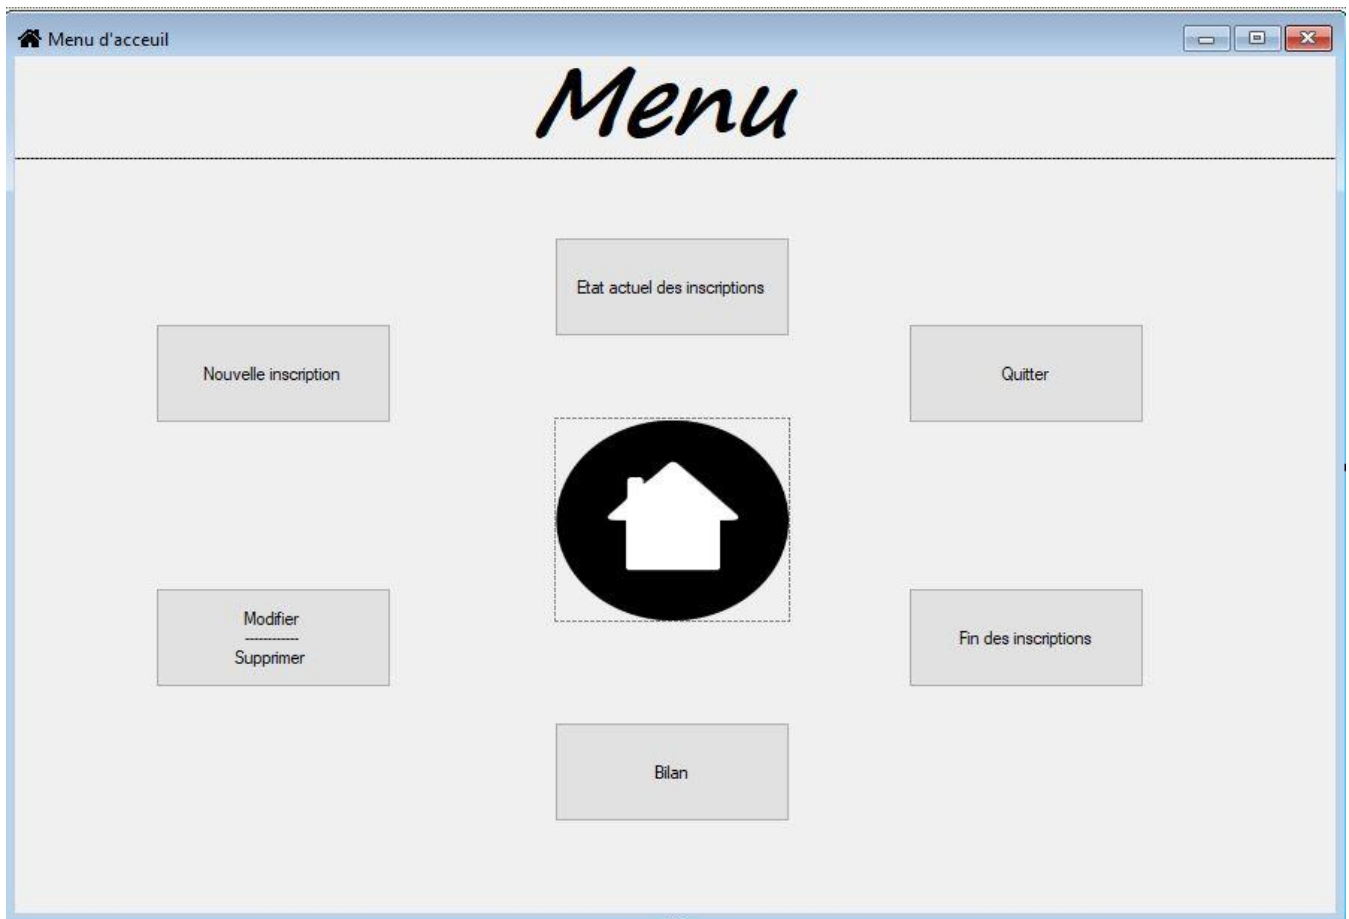 Menu d'acceuil
Menu
Etat actuel des inscriptions
Nouvelle inscription
Quitter
Modifier
------------
Supprimer
Fin des inscriptions
Bilan